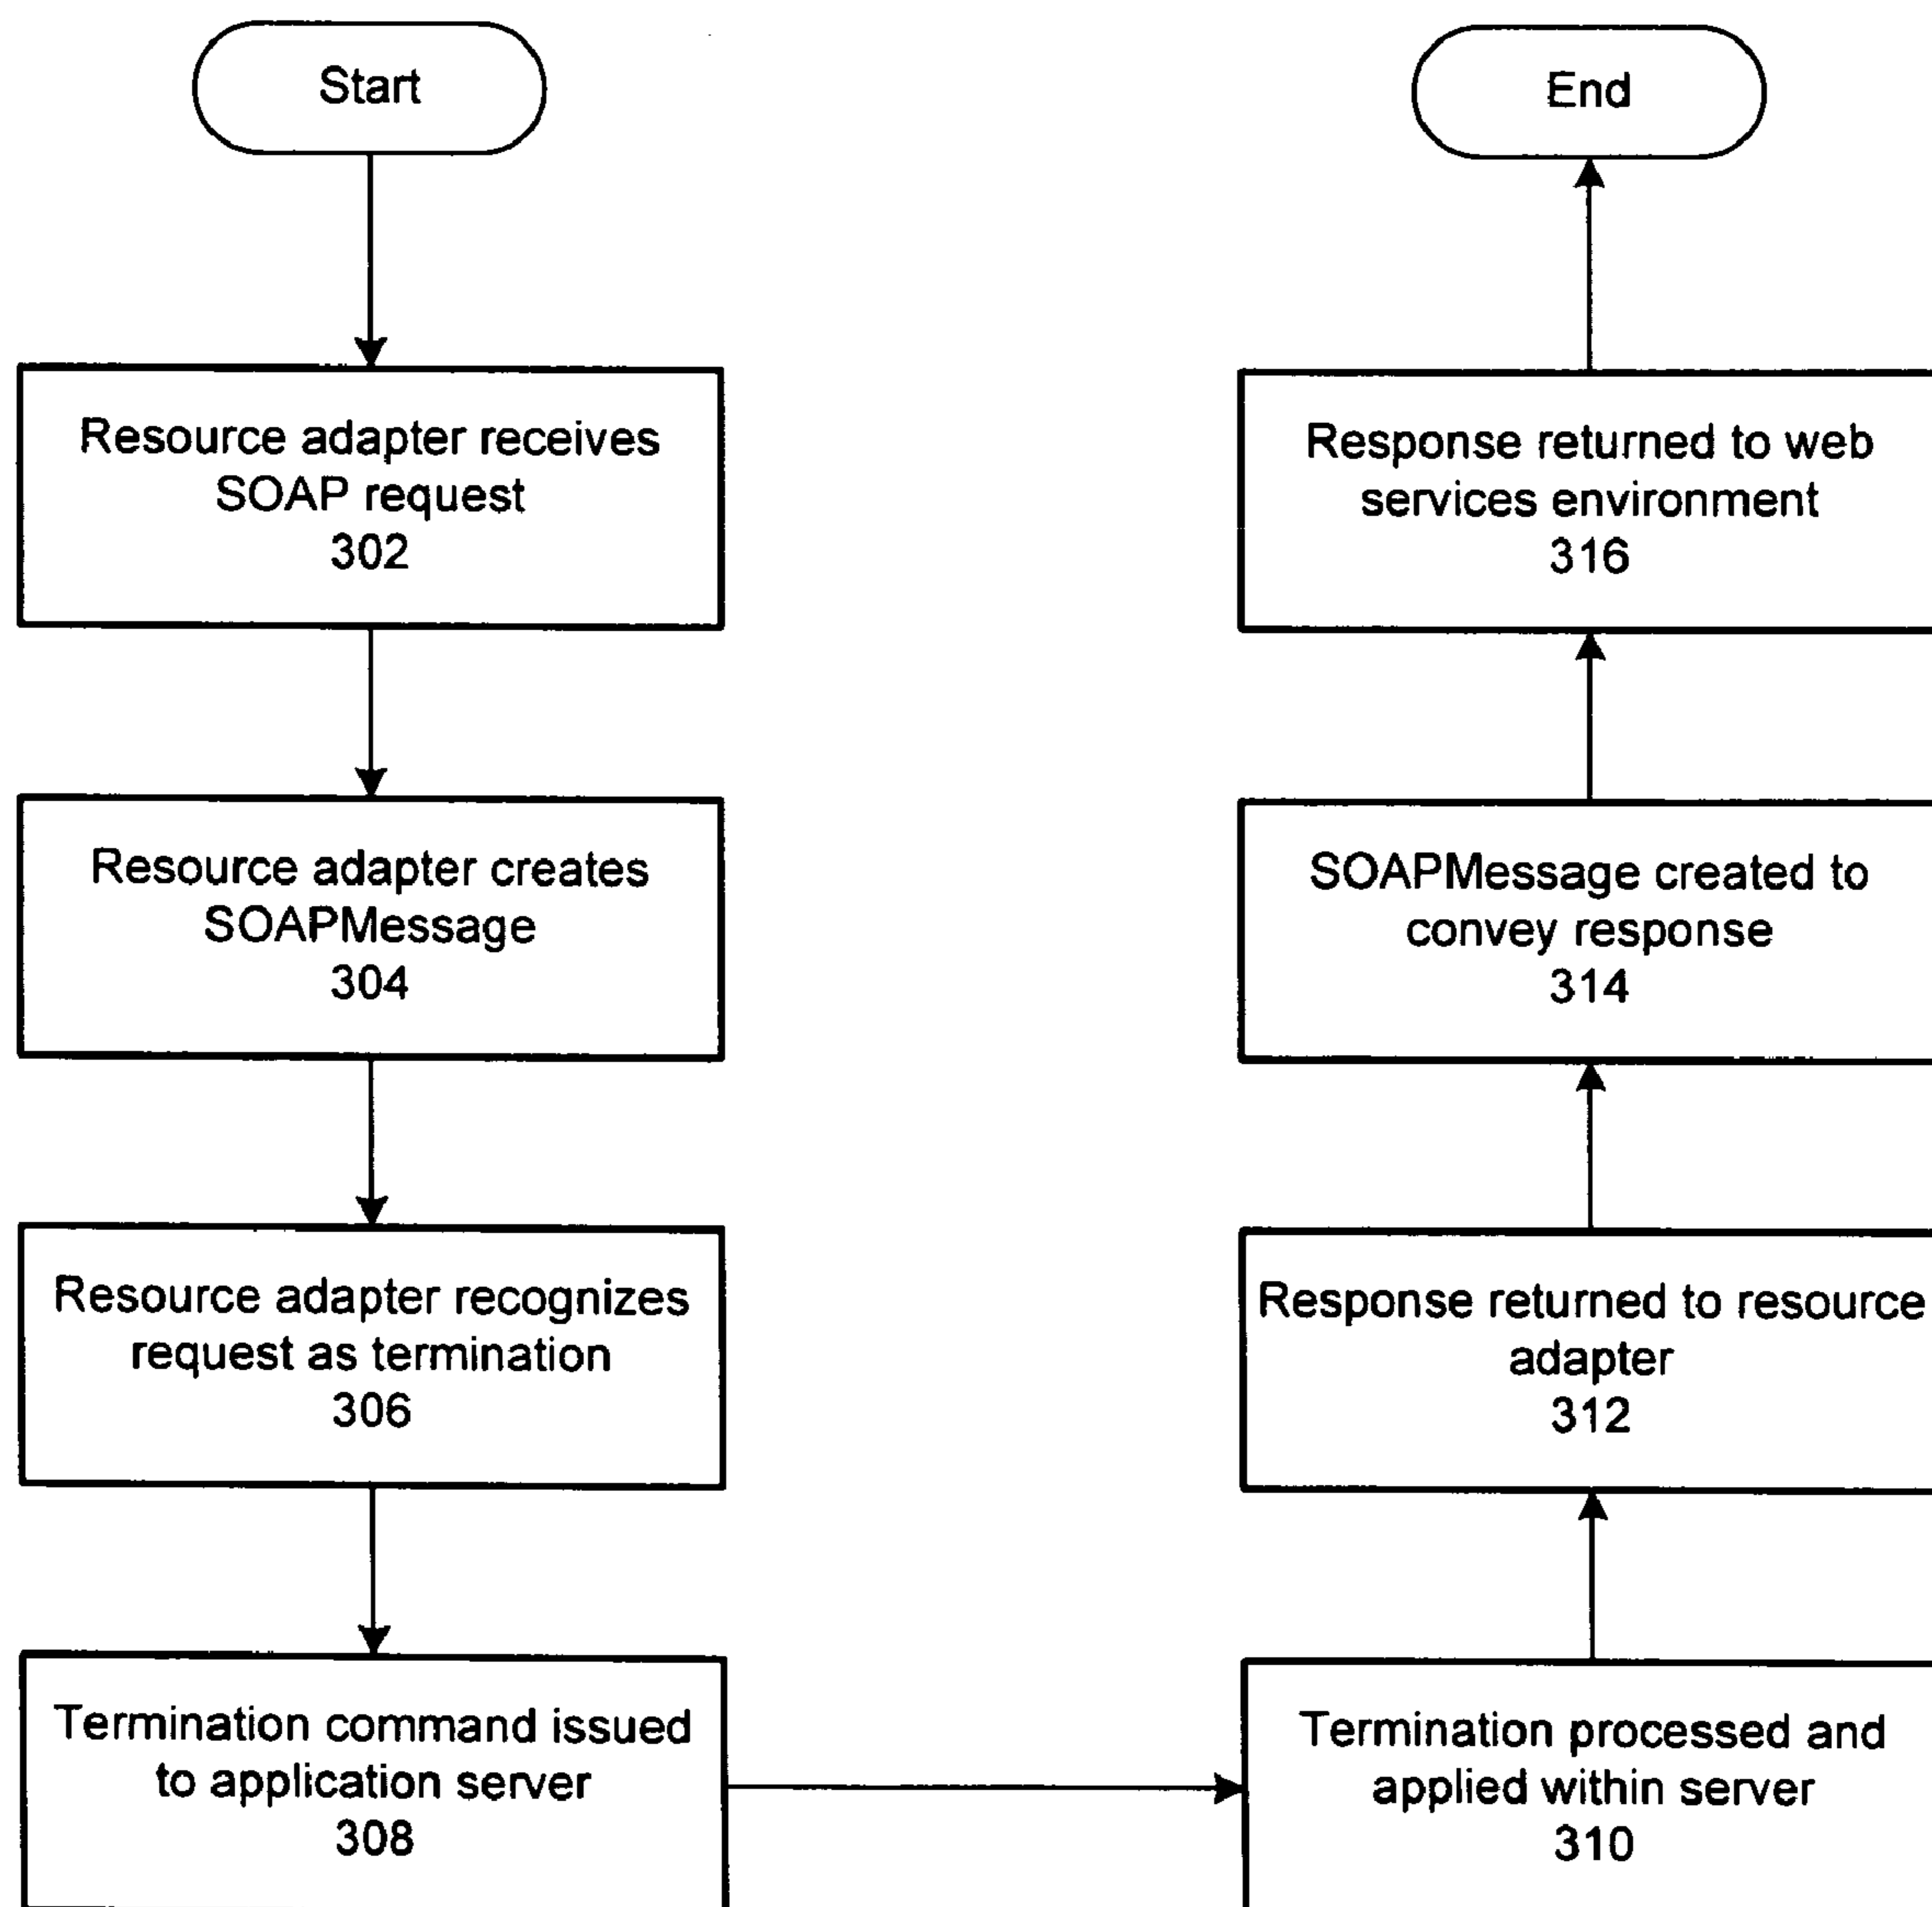 Start
Resource adapter receives
SOAP request
302
Resource adapter creates
SOAPMessage
304
Resource adapter recognizes
request as termination
306
Termination command issued
to application server
308
Termination processed and
applied within server
310
Response returned to resource
adapter
312
SOAPMessage created to
convey response
314
Response returned to web
services environment
316
End